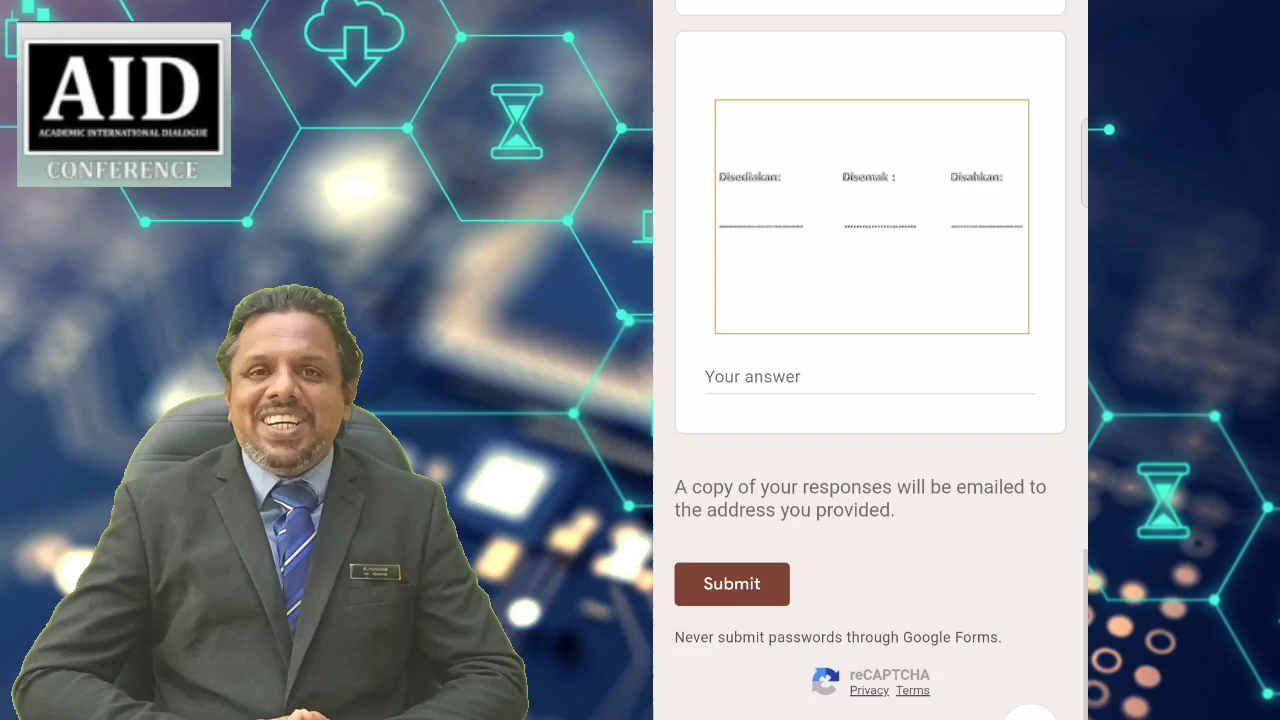 AID
ACADEMIC INTERNATIONAL DIALOGUE
CONFERENCE
Disediakan:
Disemak :
Disahkan:
Your answer
A copy of your responses will be emailed to
the address you provided.
Submit
Never submit passwords through Google Forms.
reCAPTCHA
Privacy Terms